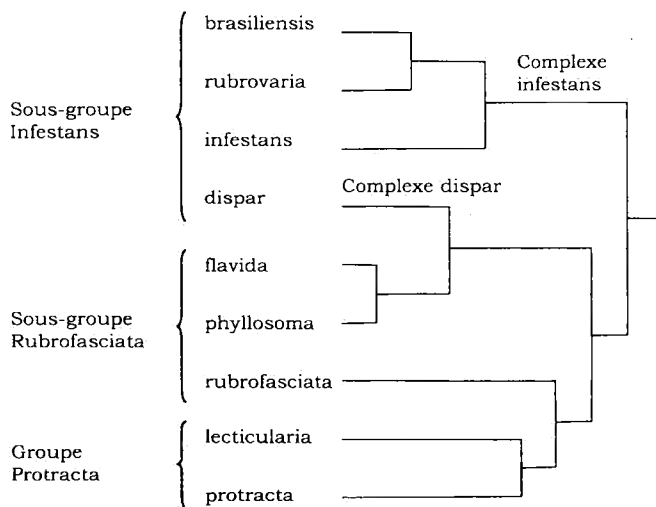 brasiliensis
Complexe
infestans
rubrovaria
Sous-groupe
Infestans
infestans
Complexe dispar
dispar
flavida
Sous-groupe
Rubrofasciata
phyllosoma
rubrofasciata
lecticularia
Groupe
Protracta
protracta